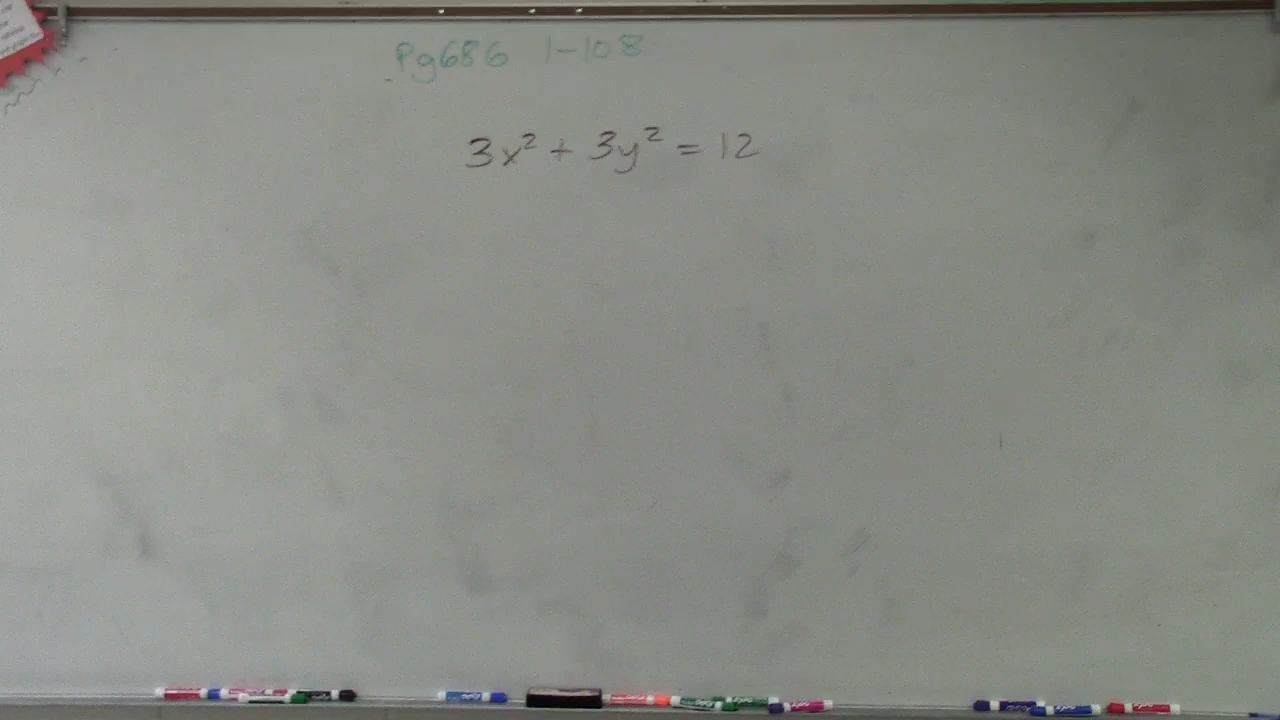 Pg686 1-108
3x² + 3y² = 12